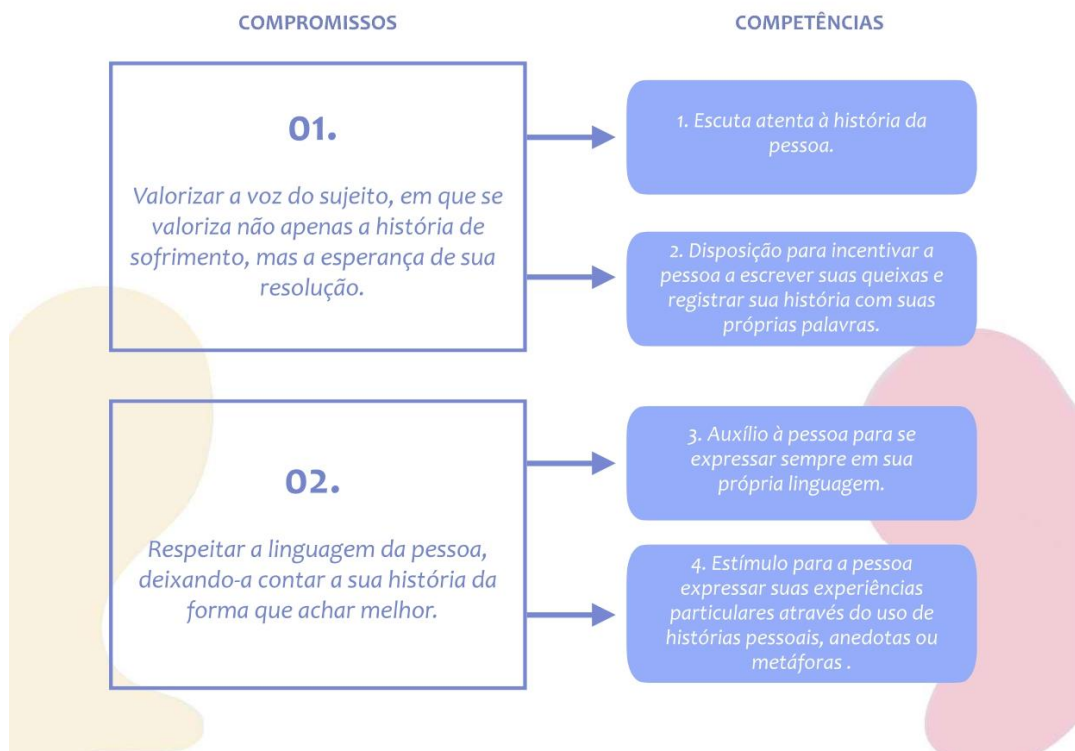 COMPROMISSOS
COMPETÊNCIAS
01.
Valorizar a voz do sujeito, em que se
valoriza não apenas a história de
sofrimento, mas a esperança de sua
resolução.
1. Escuta atenta à história da
pessoa.
2. Disposição para incentivar a
pessoa a escrever suas queixas e
registrar sua história com suas
próprias palavras.
02.
Respeitar a linguagem da pessoa,
deixando-a contar a sua história da
forma que achar melhor.
3. Auxílio à pessoa para se
expressar sempre em sua
própria linguagem.
4. Estímulo para a pessoa
expressar suas experiências
particulares através do uso de
histórias pessoais, anedotas ou
metáforas .